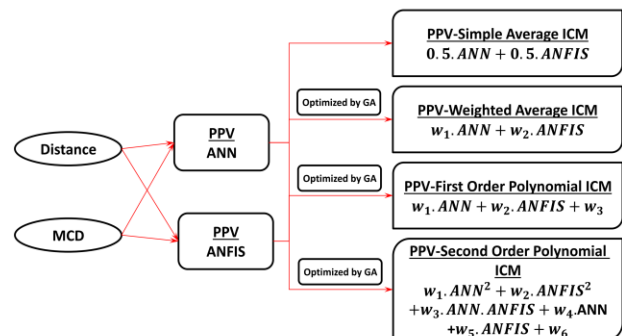 Distance
MCD
PPV
ANN
PPV
ANFIS
Optimized by GA
Optimized by GA
Optimized by GA
PPV-Simple Average ICM
0.5.ANN + 0.5.ANFIS
PPV-Weighted Average ICM
w₁.ANN + w₂.ANFIS
PPV-First Order Polynomial ICM
w₁.ANN + w₂.ANFIS + w₃
PPV-Second Order Polynomial
ICM
w₁.ANN² + w₂.ANFIS²
+w₃.ANN.ANFIS + w₄.ANN
+w₅.ANFIS + w₆